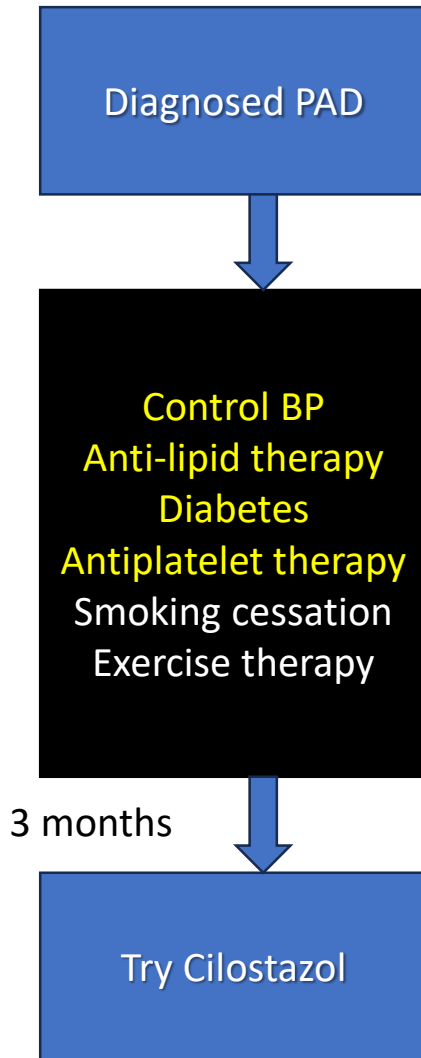 Diagnosed PAD
Control BP
Anti-lipid therapy
Diabetes
Antiplatelet therapy
Smoking cessation
Exercise therapy
3 months
Try Cilostazol